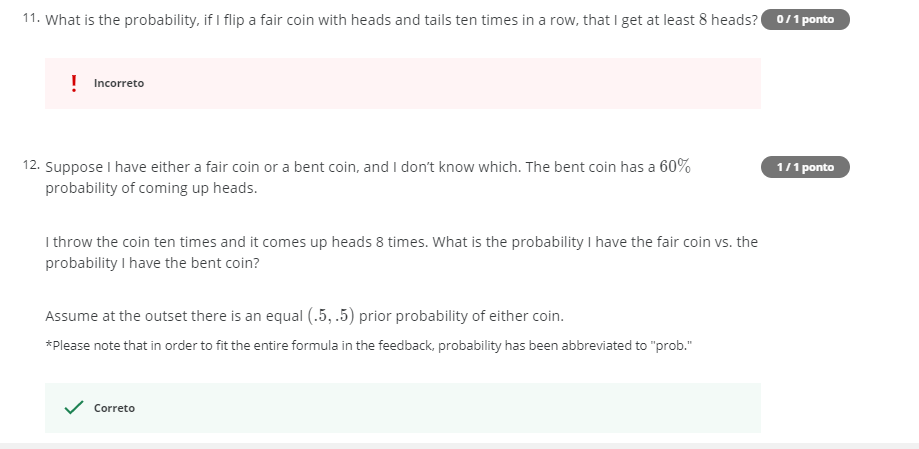 11. What is the probability, if I flip a fair coin with heads and tails ten times in a row, that I get at least 8 heads? 0 / 1 ponto
! Incorreto
12. Suppose I have either a fair coin or a bent coin, and I don't know which. The bent coin has a 60% 1 / 1 ponto
probability of coming up heads.
I throw the coin ten times and it comes up heads 8 times. What is the probability I have the fair coin vs. the
probability I have the bent coin?
Assume at the outset there is an equal (.5, .5) prior probability of either coin.
*Please note that in order to fit the entire formula in the feedback, probability has been abbreviated to "prob."
Correto